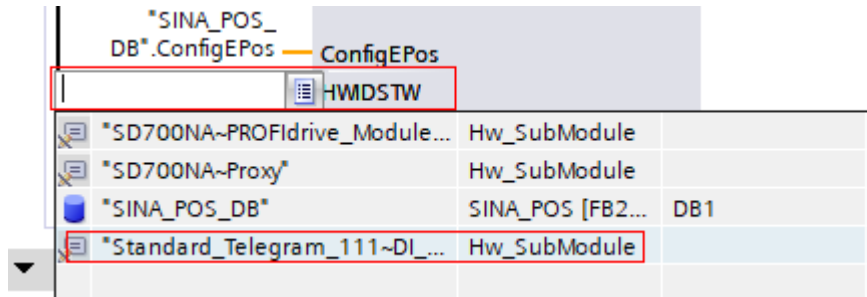 "SINA_POS_
DB".ConfigEPos
ConfigEPos
HWIDSTW
"SD700NA~PROFIdrive_Module... Hw_SubModule
"SD700NA~Proxy" Hw_SubModule
"SINA_POS_DB" SINA_POS [FB2... DB1
"Standard_Telegram_111~DI_... Hw_SubModule